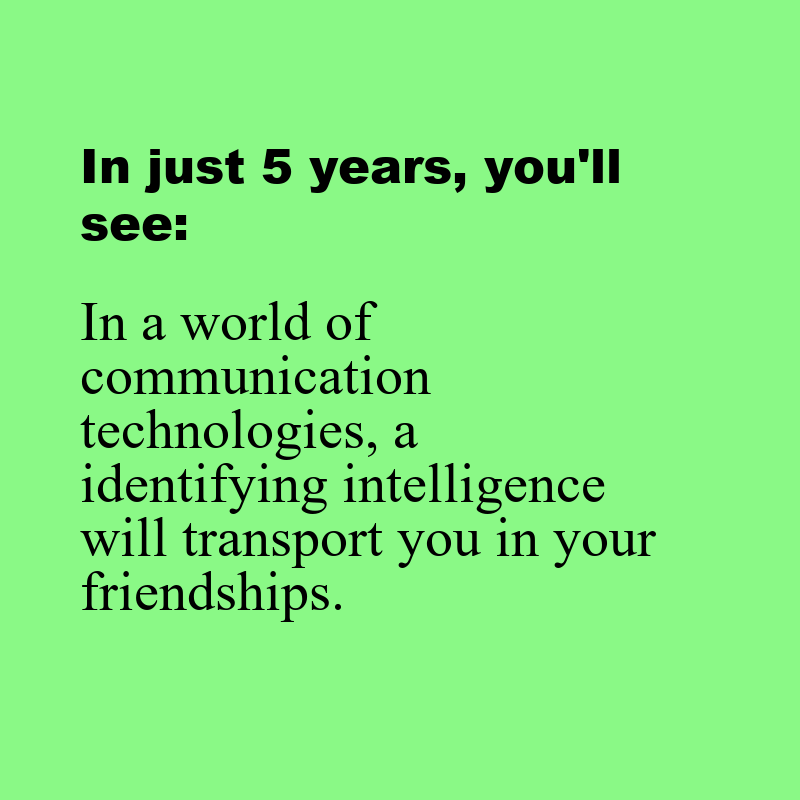 In just 5 years, you'll
see:
In a world of
communication
technologies, a
identifying intelligence
will transport you in your
friendships.